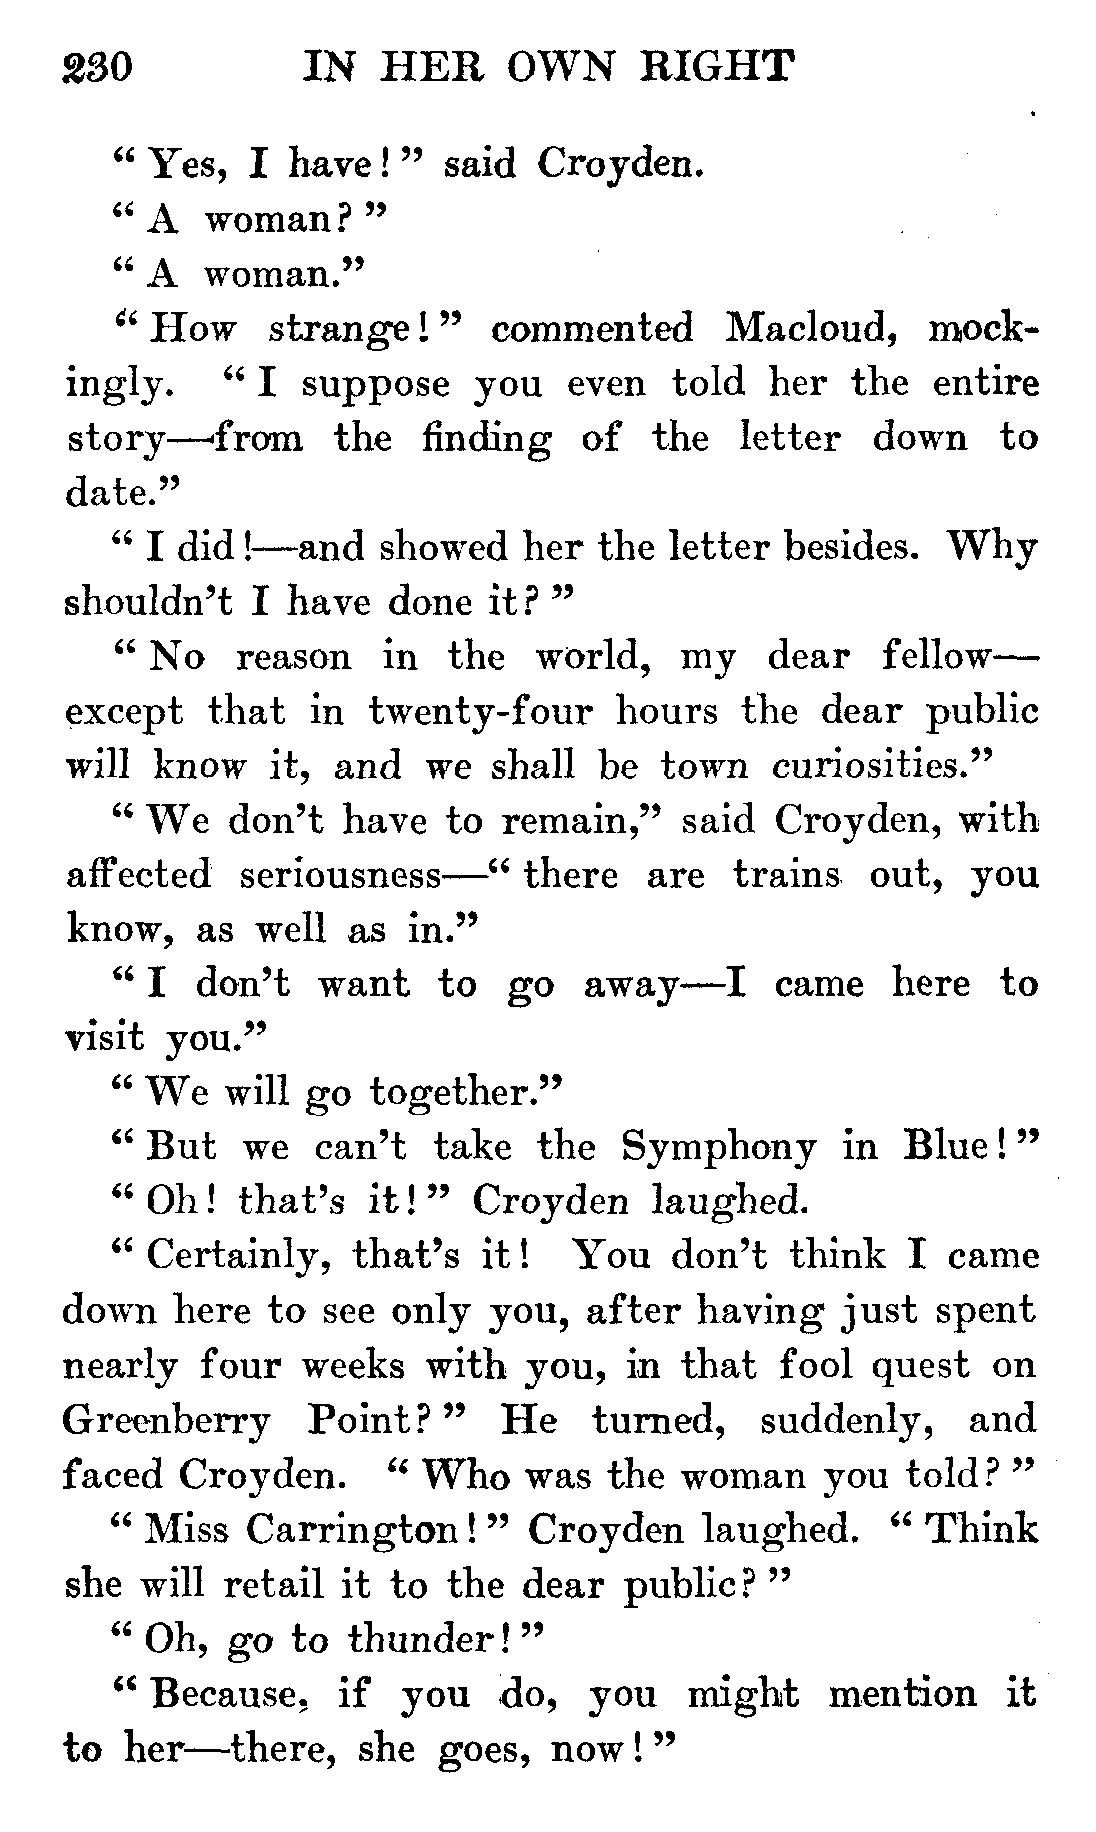 230 IN HER OWN RIGHT
“ Yes, I have! ” said Croyden.
“ A woman? ”
“ A woman.”
“ How strange! ” commented Macloud, mock-
ingly. “ I suppose you even told her the entire
story—from the finding of the letter down to
date.”
“ I did!—and showed her the letter besides. Why
shouldn’t I have done it? ”
“ No reason in the world, my dear fellow—
except that in twenty-four hours the dear public
will know it, and we shall be town curiosities.”
“ We don’t have to remain,” said Croyden, with
affected seriousness—“ there are trains out, you
know, as well as in.”
“ I don’t want to go away—I came here to
visit you.”
“ We will go together.”
“ But we can’t take the Symphony in Blue! ”
“ Oh! that’s it! ” Croyden laughed.
“ Certainly, that’s it! You don’t think I came
down here to see only you, after having just spent
nearly four weeks with you, in that fool quest on
Greenberry Point? ” He turned, suddenly, and
faced Croyden. “ Who was the woman you told? ”
“ Miss Carrington! ” Croyden laughed. “ Think
she will retail it to the dear public? ”
“ Oh, go to thunder! ”
“ Because, if you do, you might mention it
to her—there, she goes, now! ”